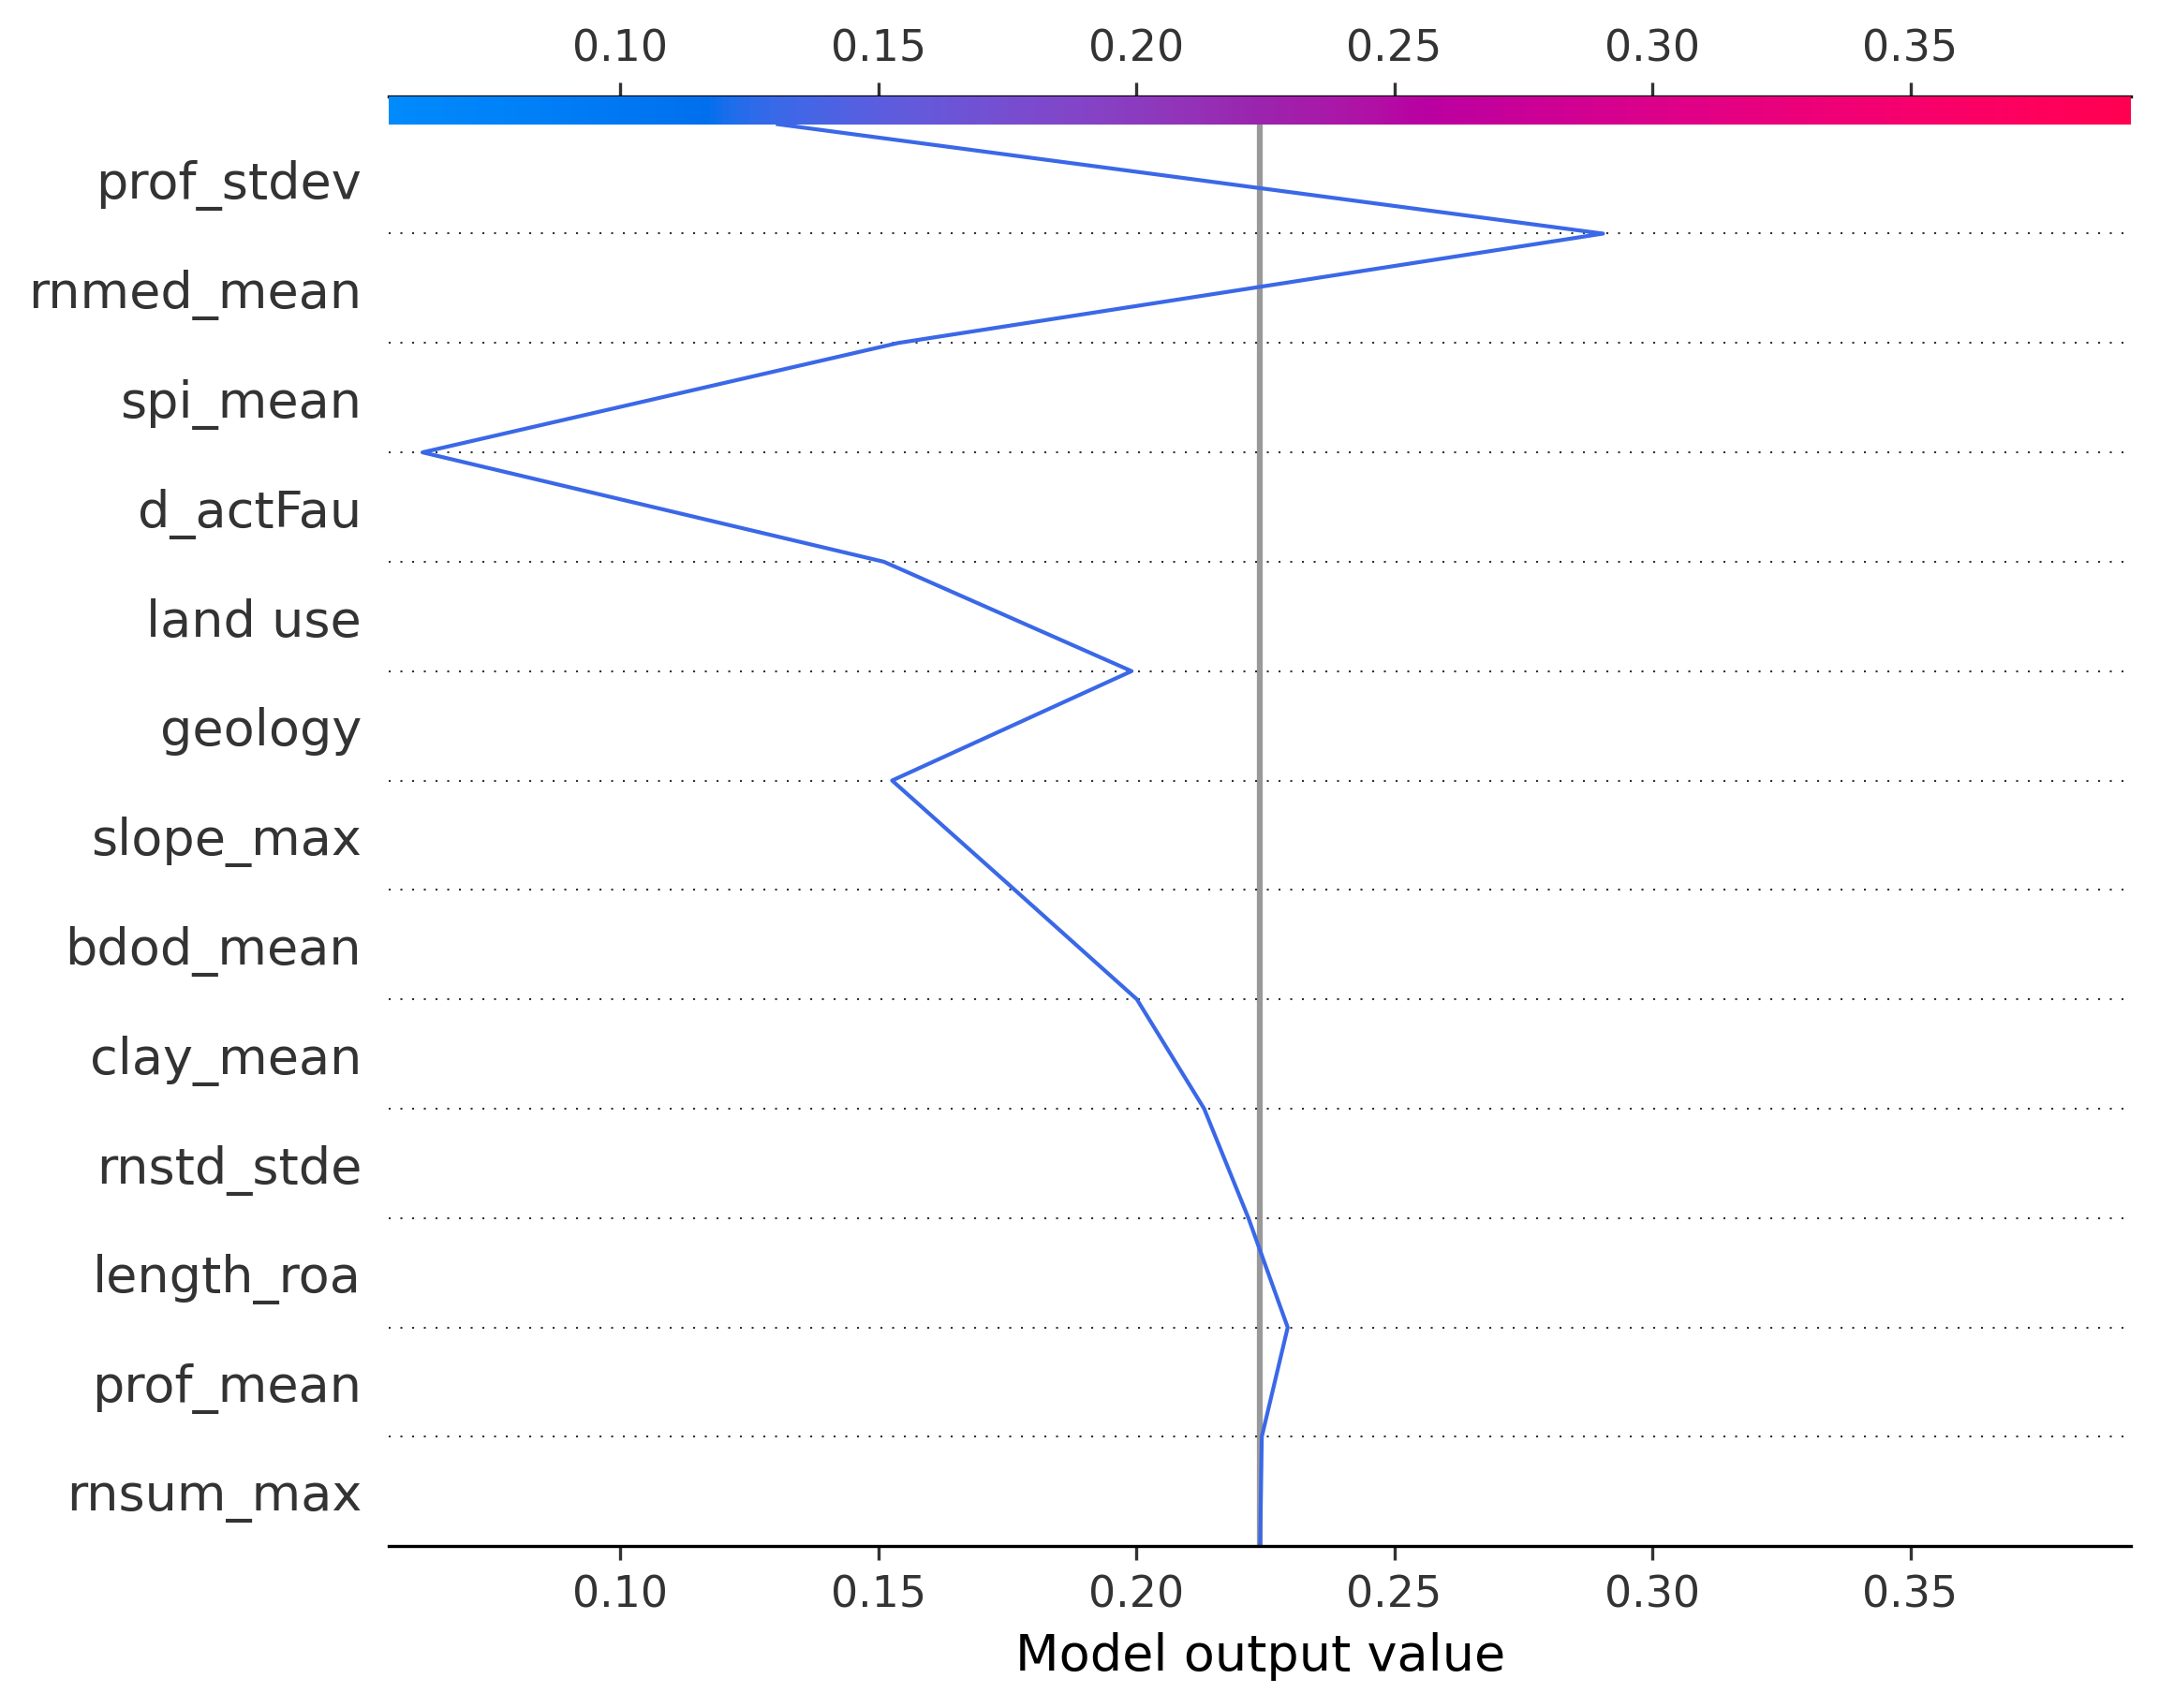 0.10 0.15 0.20 0.25 0.30 0.35
prof_stdev
rnmed_mean
spi_mean
d_actFau
land use
geology
slope_max
bdod_mean
clay_mean
rnstd_stde
length_roa
prof_mean
rnsum_max
0.10 0.15 0.20 0.25 0.30 0.35
Model output value